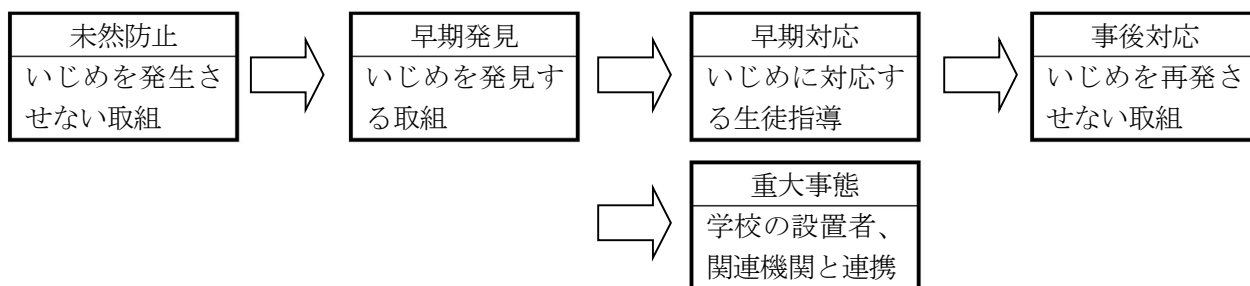 未然防止
いじめを発生さ
せない取組
早期発見
いじめを発見す
る取組
早期対応
いじめに対応す
る生徒指導
事後対応
いじめを再発さ
せない取組
重大事態
学校の設置者、
関連機関と連携